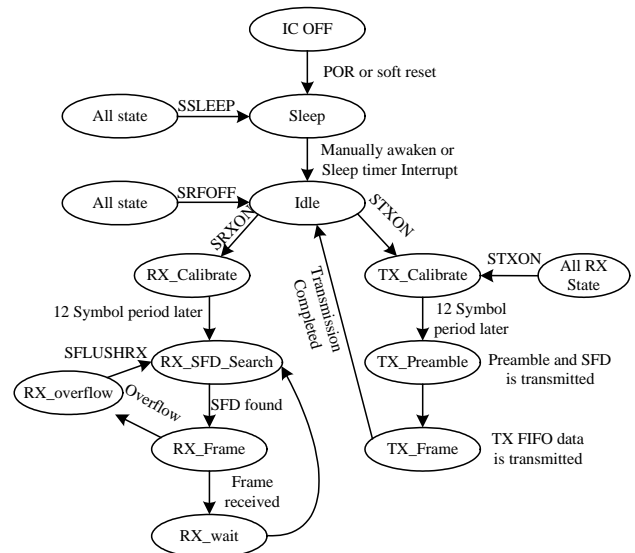 IC OFF
POR or soft reset
All state
SSLEEP
Sleep
Manually awaken or
Sleep timer Interrupt
All state
SRFOFF
Idle
SRXON
STXON
RX_Calibrate
Transmission
Completed
TX_Calibrate
STXON
All RX
State
12 Symbol period later
12 Symbol
period later
SFLUSHRX
RX_SFD_Search
TX_Preamble
Preamble and SFD
is transmitted
RX_overflow
Overflow
SFD found
RX_Frame
TX_Frame
TX FIFO data
is transmitted
Frame
received
RX_wait